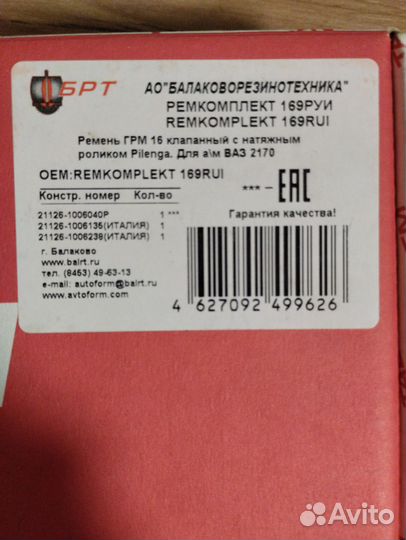 БРТ
АО"БАЛАКОВОРЕЗИНОТЕХНИКА"
РЕМКОМПЛЕКТ 169РУИ
REMKOMPLEKT 169RUI
Ремень ГРМ 16 клапанный с натяжным
роликом Pilenga. Для а\м ВАЗ 2170
OEM:REMKOMPLEKT 169RUI
Констр. номер Кол-во
*** - EAC
21126-1006040Р 1 ***
21126-1006135(ИТАЛИЯ) 1
21126-1006238(ИТАЛИЯ) 1
Гарантия качества!
г. Балаково
www.balrt.ru
тел. (8453) 49-63-13
e-mail: autoform@balrt.ru
www.avtoform.com
4 627092 499626
Avito